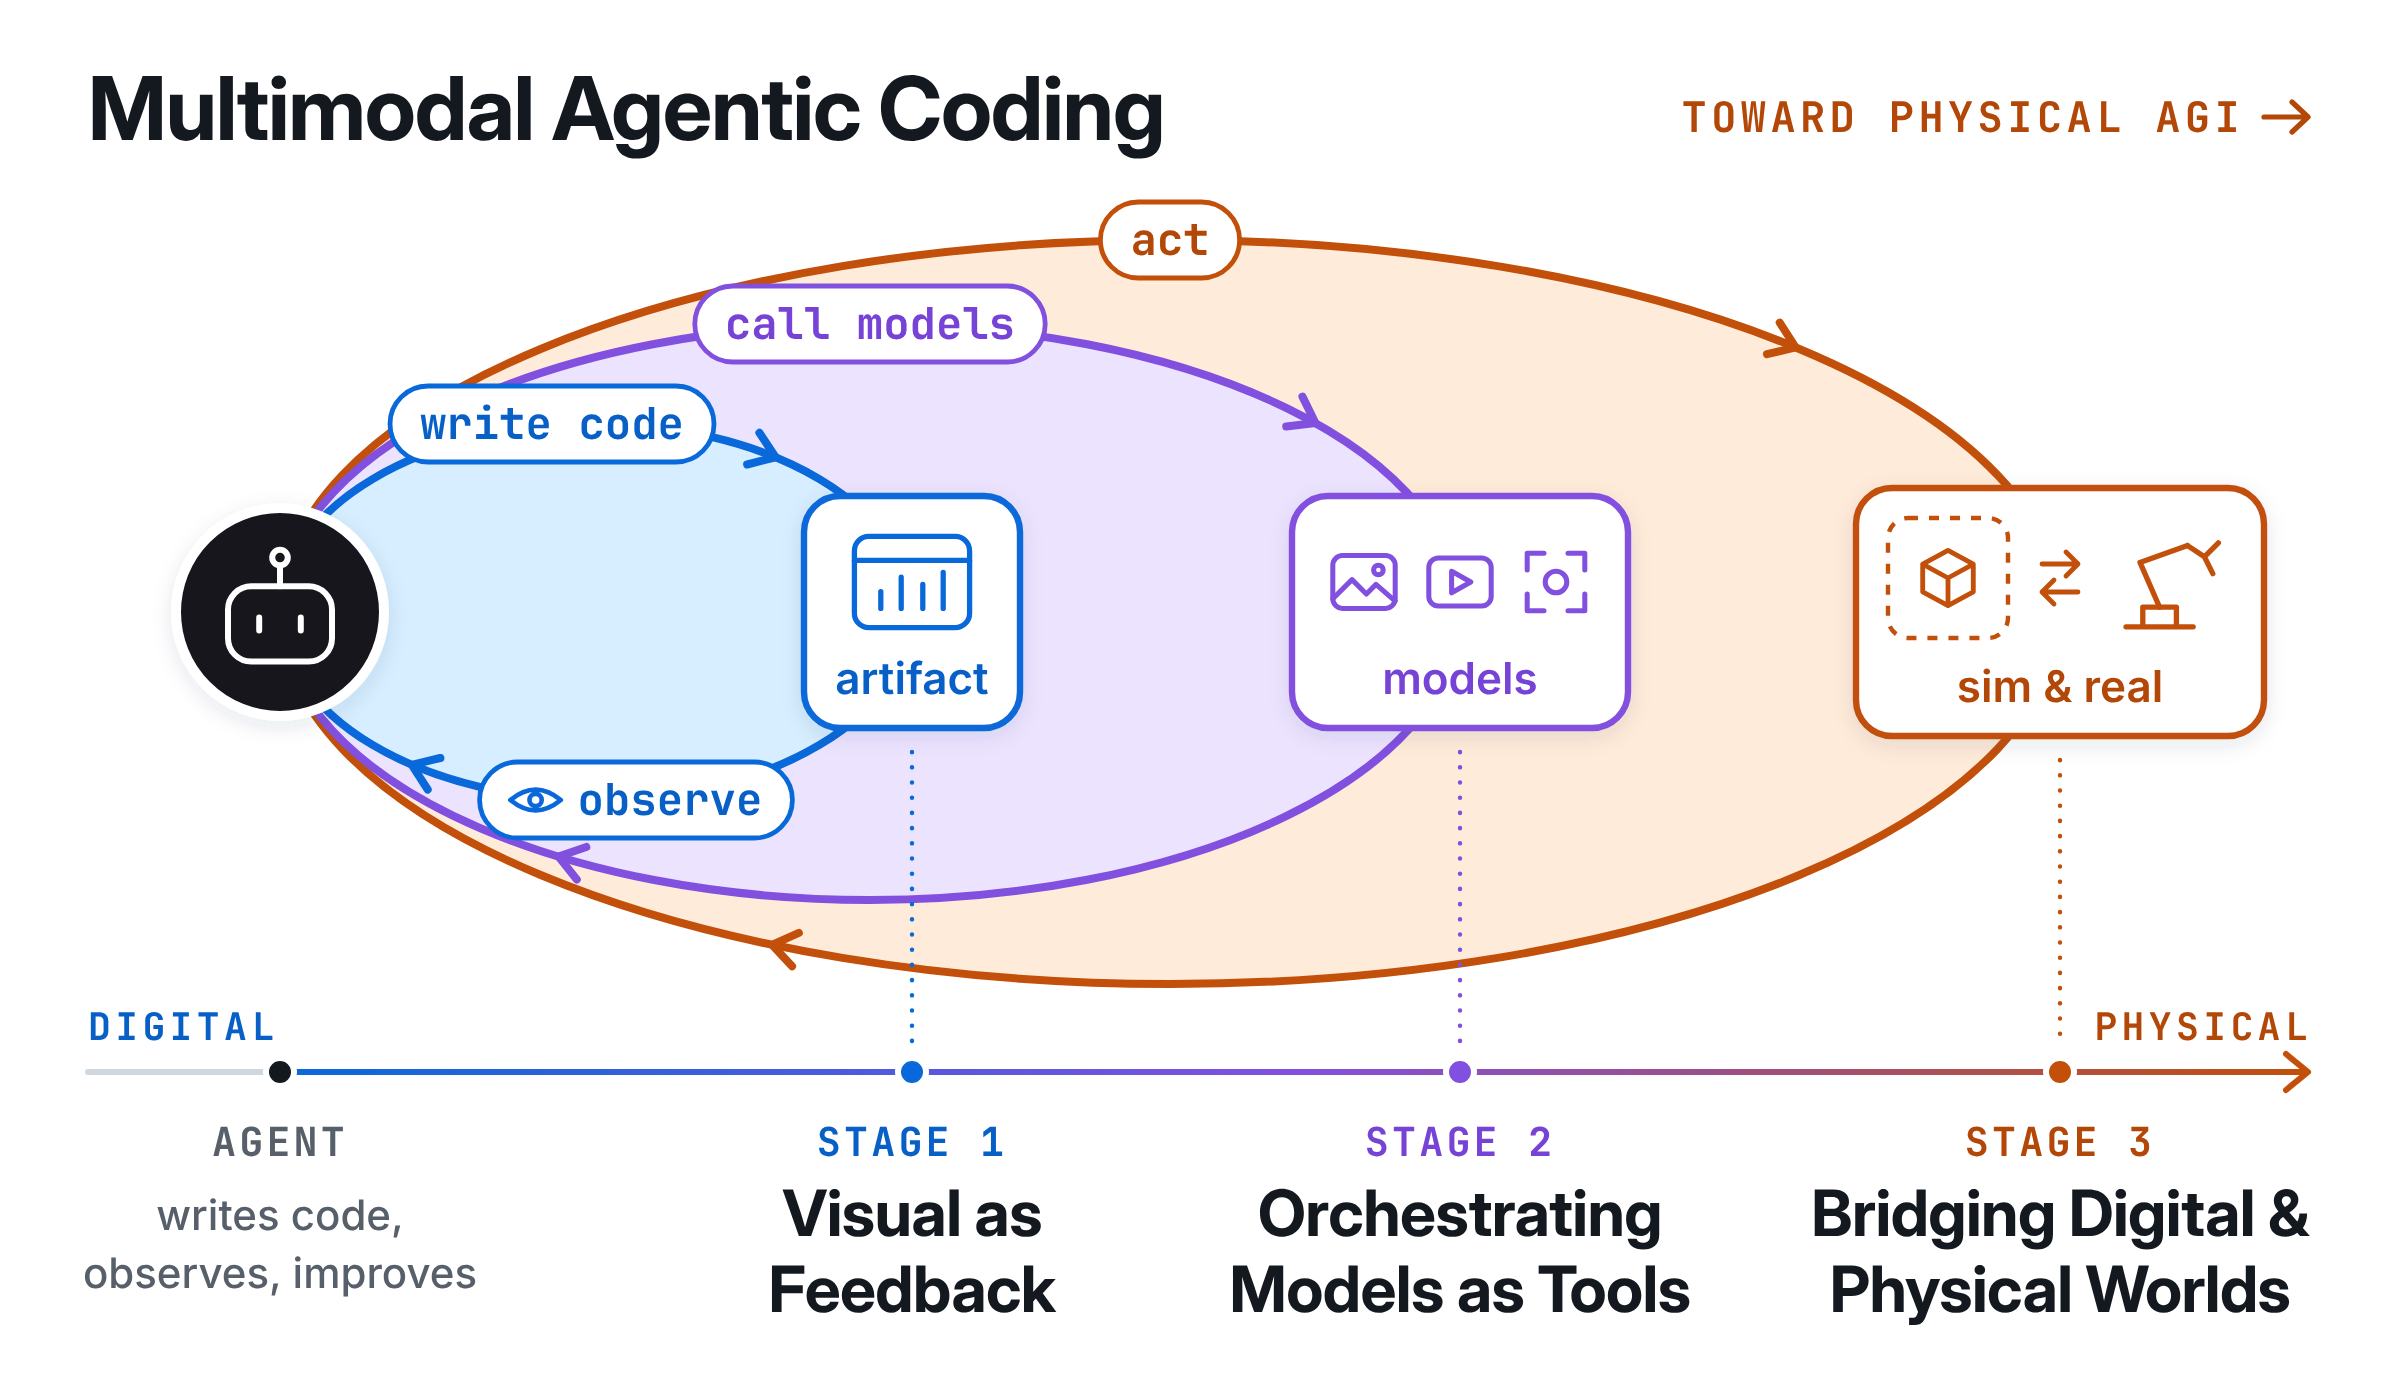 Multimodal Agentic Coding
TOWARD PHYSICAL AGI
act
call models
write code
artifact
models
sim & real
observe
DIGITAL
PHYSICAL
AGENT
writes code,
observes, improves
STAGE 1
Visual as
Feedback
STAGE 2
Orchestrating
Models as Tools
STAGE 3
Bridging Digital &
Physical Worlds